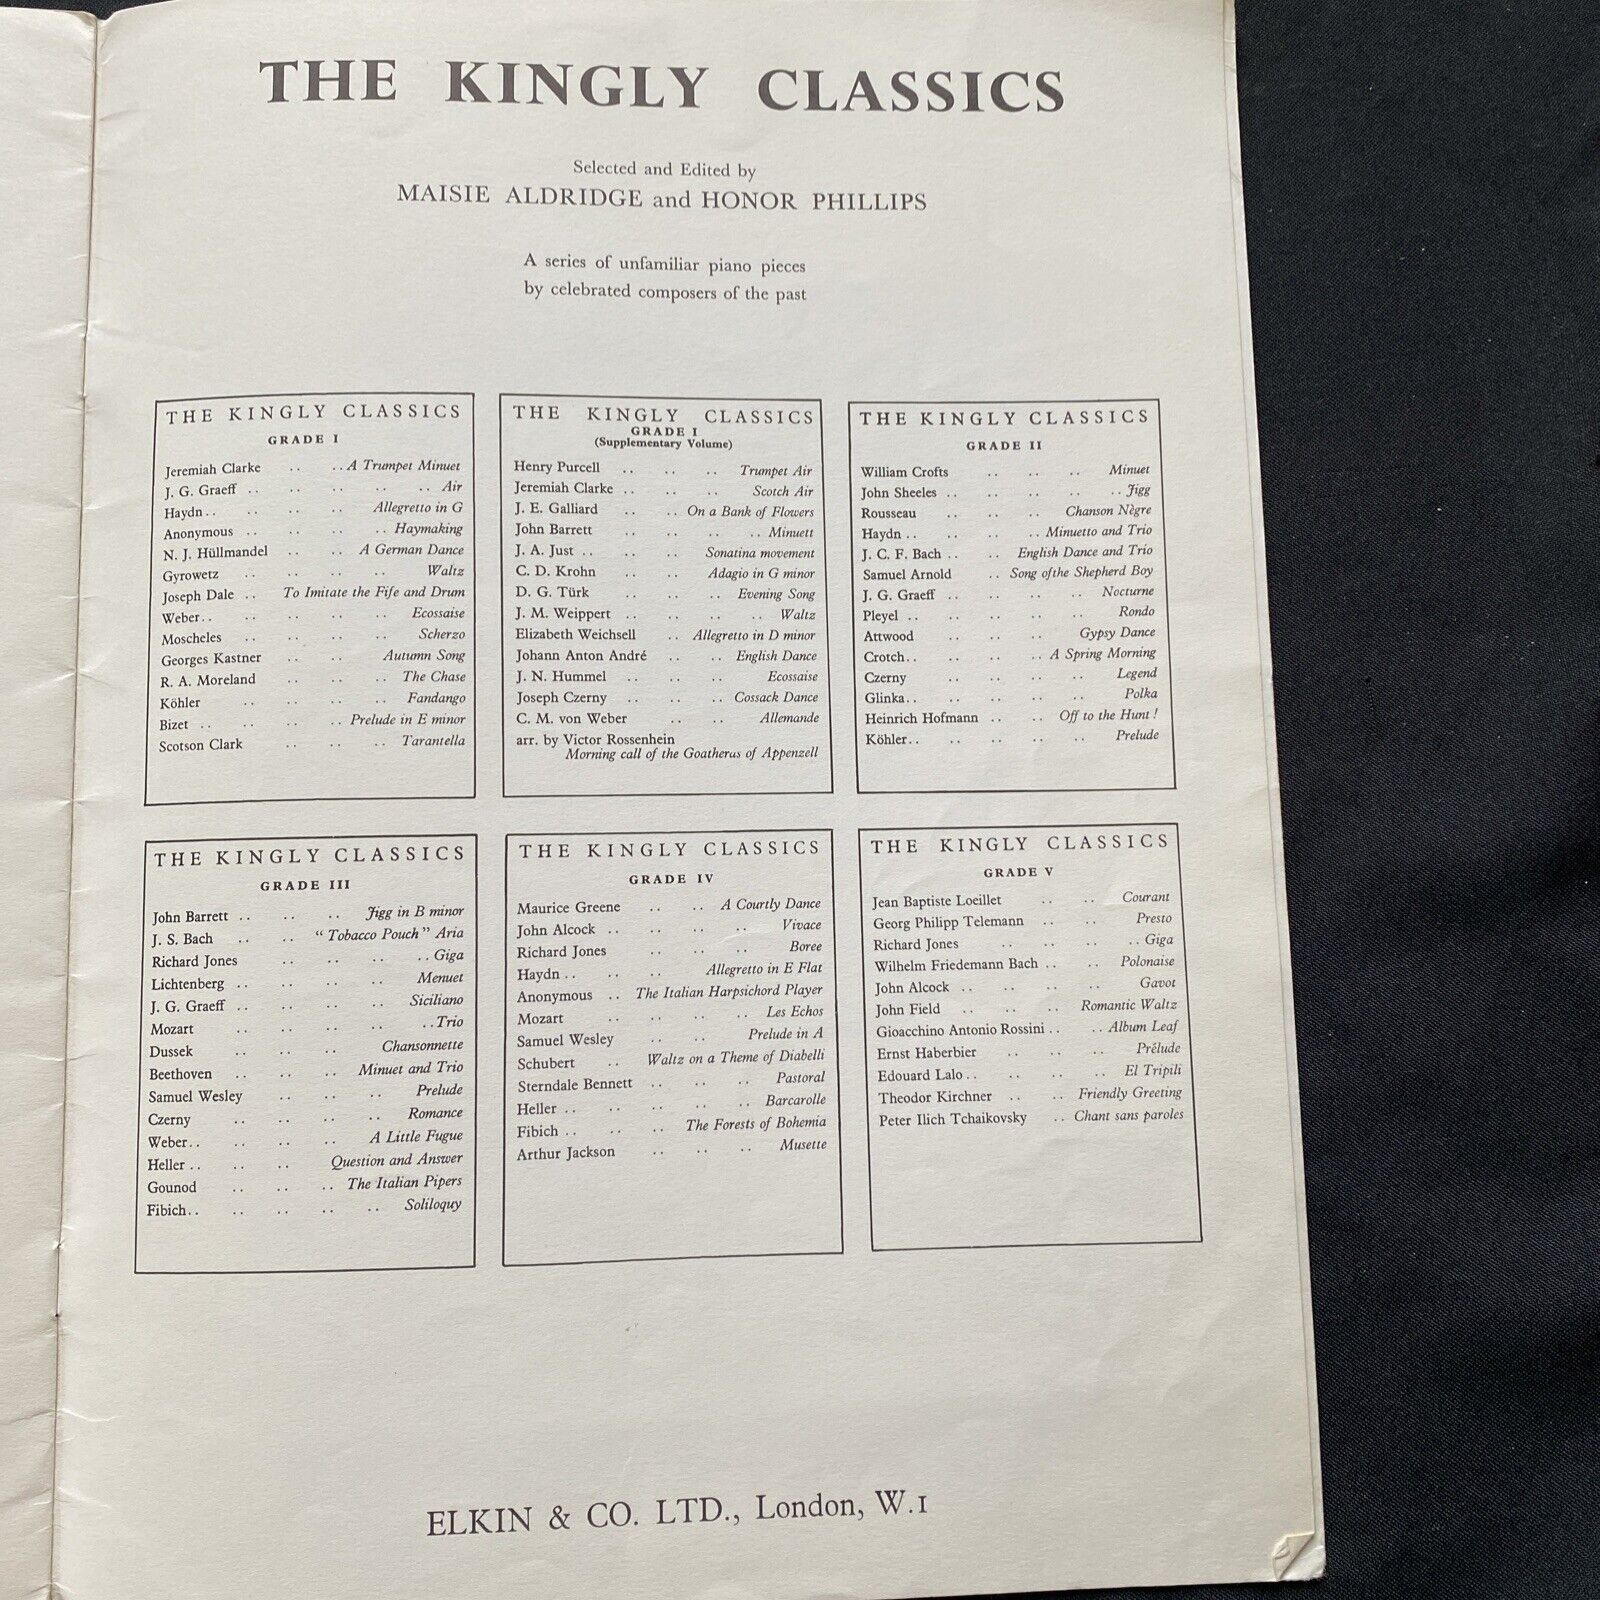 THE KINGLY CLASSICS
Selected and Edited by
MAISIE ALDRIDGE and HONOR PHILLIPS
A series of unfamiliar piano pieces
by celebrated composers of the past
THE KINGLY CLASSICS
GRADE I
Jeremiah Clarke .. .. A Trumpet Minuet
J. G. Graeff .. .. .. .. .. Air
Haydn .. .. .. .. Allegretto in G
Anonymous .. .. .. .. Haymaking
N. J. Hüllmandel .. .. A German Dance
Gyrowetz .. .. .. .. Waltz
Joseph Dale .. To Imitate the Fife and Drum
Weber .. .. .. .. .. Ecossaise
Moscheles .. .. .. .. Scherzo
Georges Kastner .. .. Autumn Song
R. A. Moreland .. .. .. The Chase
Köhler .. .. .. .. Fandango
Bizet .. .. .. .. Prelude in E minor
Scotson Clark .. .. .. Tarantella
THE KINGLY CLASSICS
GRADE I
(Supplementary Volume)
Henry Purcell .. .. .. Trumpet Air
Jeremiah Clarke .. .. .. Scotch Air
J. E. Galliard .. .. On a Bank of Flowers
John Barrett .. .. .. .. Minuett
J. A. Just .. .. .. Sonatina movement
C. D. Krohn .. .. Adagio in G minor
D. G. Türk .. .. .. Evening Song
J. M. Weippert .. .. .. Waltz
Elizabeth Weichsell .. Allegretto in D minor
Johann Anton André .. .. English Dance
J. N. Hummel .. .. .. Ecossaise
Joseph Czerny .. .. .. Cossack Dance
C. M. von Weber .. .. Allemande
arr. by Victor Rossenhein
Morning call of the Goatherus of Appenzell
THE KINGLY CLASSICS
GRADE II
William Crofts .. .. .. Minuet
John Sheeles .. .. .. .. .. Jigg
Rousseau .. .. .. Chanson Nègre
Haydn .. .. .. .. Minuetto and Trio
J. C. F. Bach .. .. English Dance and Trio
Samuel Arnold .. Song ofthe Shepherd Boy
J. G. Graeff .. .. .. .. Nocturne
Pleyel .. .. .. .. .. Rondo
Attwood .. .. .. Gypsy Dance
Crotch .. .. .. .. A Spring Morning
Czerny .. .. .. .. Legend
Glinka .. .. .. .. Polka
Heinrich Hofmann .. .. Off to the Hunt !
Köhler .. .. .. .. .. Prelude
THE KINGLY CLASSICS
GRADE III
John Barrett .. .. .. Jigg in B minor
J. S. Bach .. .. "Tobacco Pouch" Aria
Richard Jones .. .. .. .. Giga
Lichtenberg .. .. .. .. Menuet
J. G. Graeff .. .. .. .. Siciliano
Mozart .. .. .. .. .. Trio
Dussek .. .. .. Chansonnette
Beethoven .. .. .. Minuet and Trio
Samuel Wesley .. .. .. Prelude
Czerny .. .. .. .. Romance
Weber .. .. .. .. A Little Fugue
Heller .. .. .. Question and Answer
Gounod .. .. .. The Italian Pipers
Fibich .. .. .. .. .. Soliloquy
THE KINGLY CLASSICS
GRADE IV
Maurice Greene .. .. A Courtly Dance
John Alcock .. .. .. .. Vivace
Richard Jones .. .. .. Boree
Haydn .. .. .. Allegretto in E Flat
Anonymous .. The Italian Harpsichord Player
Mozart .. .. .. .. Les Echos
Samuel Wesley .. .. Prelude in A
Schubert .. Waltz on a Theme of Diabelli
Sterndale Bennett .. .. .. Pastoral
Heller .. .. .. .. .. Barcarolle
Fibich .. .. .. The Forests of Bohemia
Arthur Jackson .. .. .. Musette
THE KINGLY CLASSICS
GRADE V
Jean Baptiste Loeillet .. .. Courant
Georg Philipp Telemann .. .. Presto
Richard Jones .. .. .. .. Giga
Wilhelm Friedemann Bach .. .. Polonaise
John Alcock .. .. .. .. Gavot
John Field .. .. .. Romantic Waltz
Gioacchino Antonio Rossini .. .. Album Leaf
Ernst Haberbier .. .. .. Prélude
Edouard Lalo .. .. .. .. El Tripili
Theodor Kirchner .. .. Friendly Greeting
Peter Ilich Tchaikovsky .. Chant sans paroles
ELKIN & CO. LTD., London, W.1